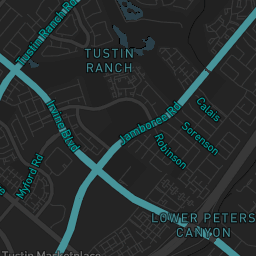 Tustin Ranch Rd
TUSTIN
RANCH
Irvine Blvd
Jamboree Rd
Calais
Sorenson
Robinson
Myford Rd
LOWER PETERS
CANYON
Tustin Marketplace